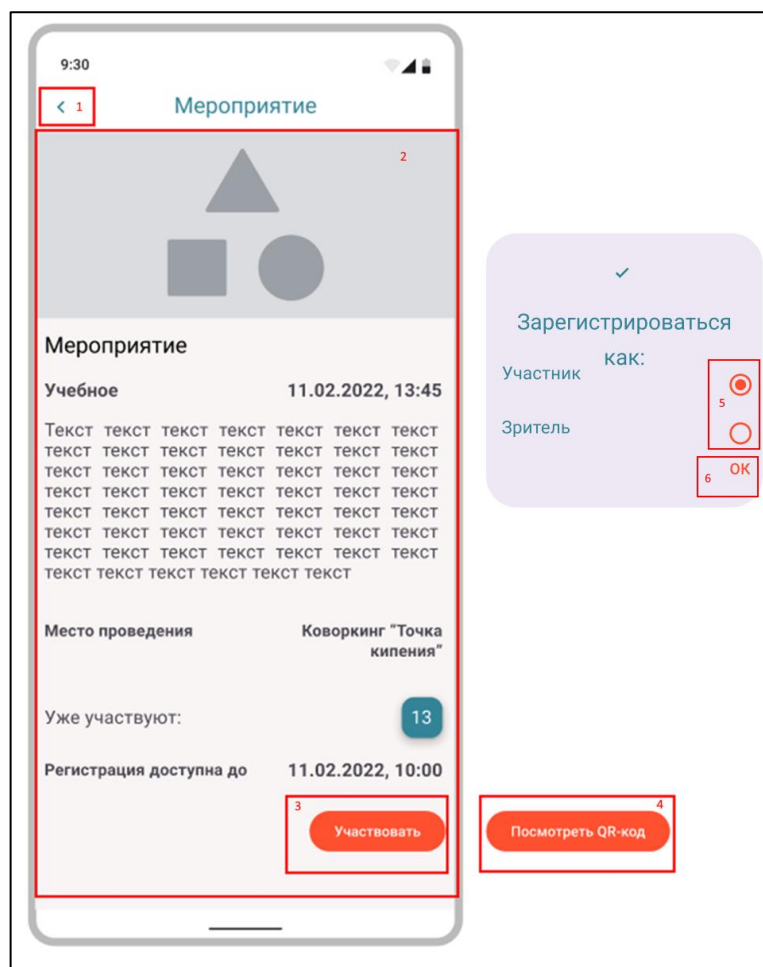 9:30
1
Мероприятие
2
Мероприятие
Учебное 11.02.2022, 13:45
Текст текст текст текст текст текст текст
текст текст текст текст текст текст текст
текст текст текст текст текст текст текст
текст текст текст текст текст текст текст
текст текст текст текст текст текст текст
текст текст текст текст текст текст текст
текст текст текст текст текст текст текст
текст текст текст текст текст текст
Место проведения Коворкинг "Точка
кипения"
Уже участвуют: 13
Регистрация доступна до 11.02.2022, 10:00
3
Участвовать
Зарегистрироваться
как:
Участник
5
Зритель
6
ОК
4
Посмотреть QR-код